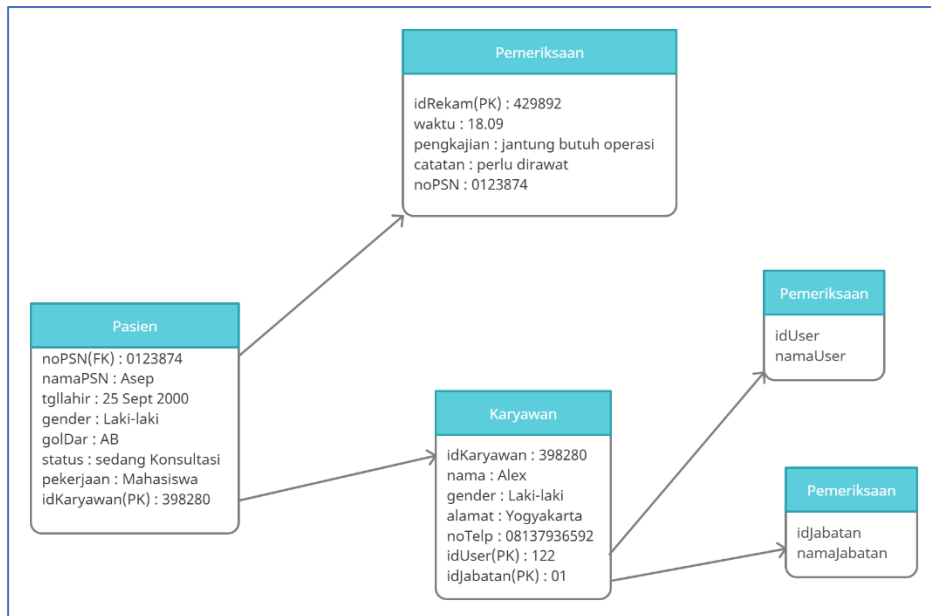 Pemeriksaan
idRekam(PK) : 429892
waktu : 18.09
pengkajian : jantung butuh operasi
catatan : perlu dirawat
noPSN : 0123874
Pasien
noPSN(FK) : 0123874
namaPSN : Asep
tgllahir : 25 Sept 2000
gender : Laki-laki
golDar : AB
status : sedang Konsultasi
pekerjaan : Mahasiswa
idKaryawan(PK) : 398280
Karyawan
idKaryawan : 398280
nama : Alex
gender : Laki-laki
alamat : Yogyakarta
noTelp : 08137936592
idUser(PK) : 122
idJabatan(PK) : 01
Pemeriksaan
idUser
namaUser
Pemeriksaan
idJabatan
namaJabatan